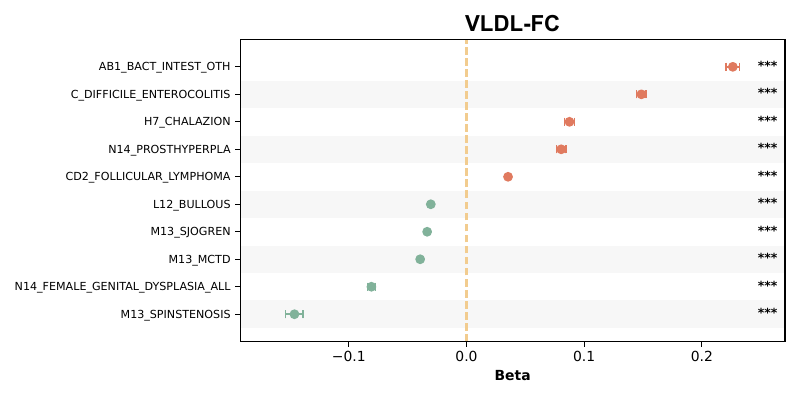 VLDL-FC
AB1_BACT_INTEST_OTH ***
C_DIFFICILE_ENTEROCOLITIS ***
H7_CHALAZION ***
N14_PROSTHYPERPLA ***
CD2_FOLLICULAR_LYMPHOMA ***
L12_BULLOUS ***
M13_SJOGREN ***
M13_MCTD ***
N14_FEMALE_GENITAL_DYSPLASIA_ALL ***
M13_SPINSTENOSIS ***
−0.1 0.0 0.1 0.2
Beta